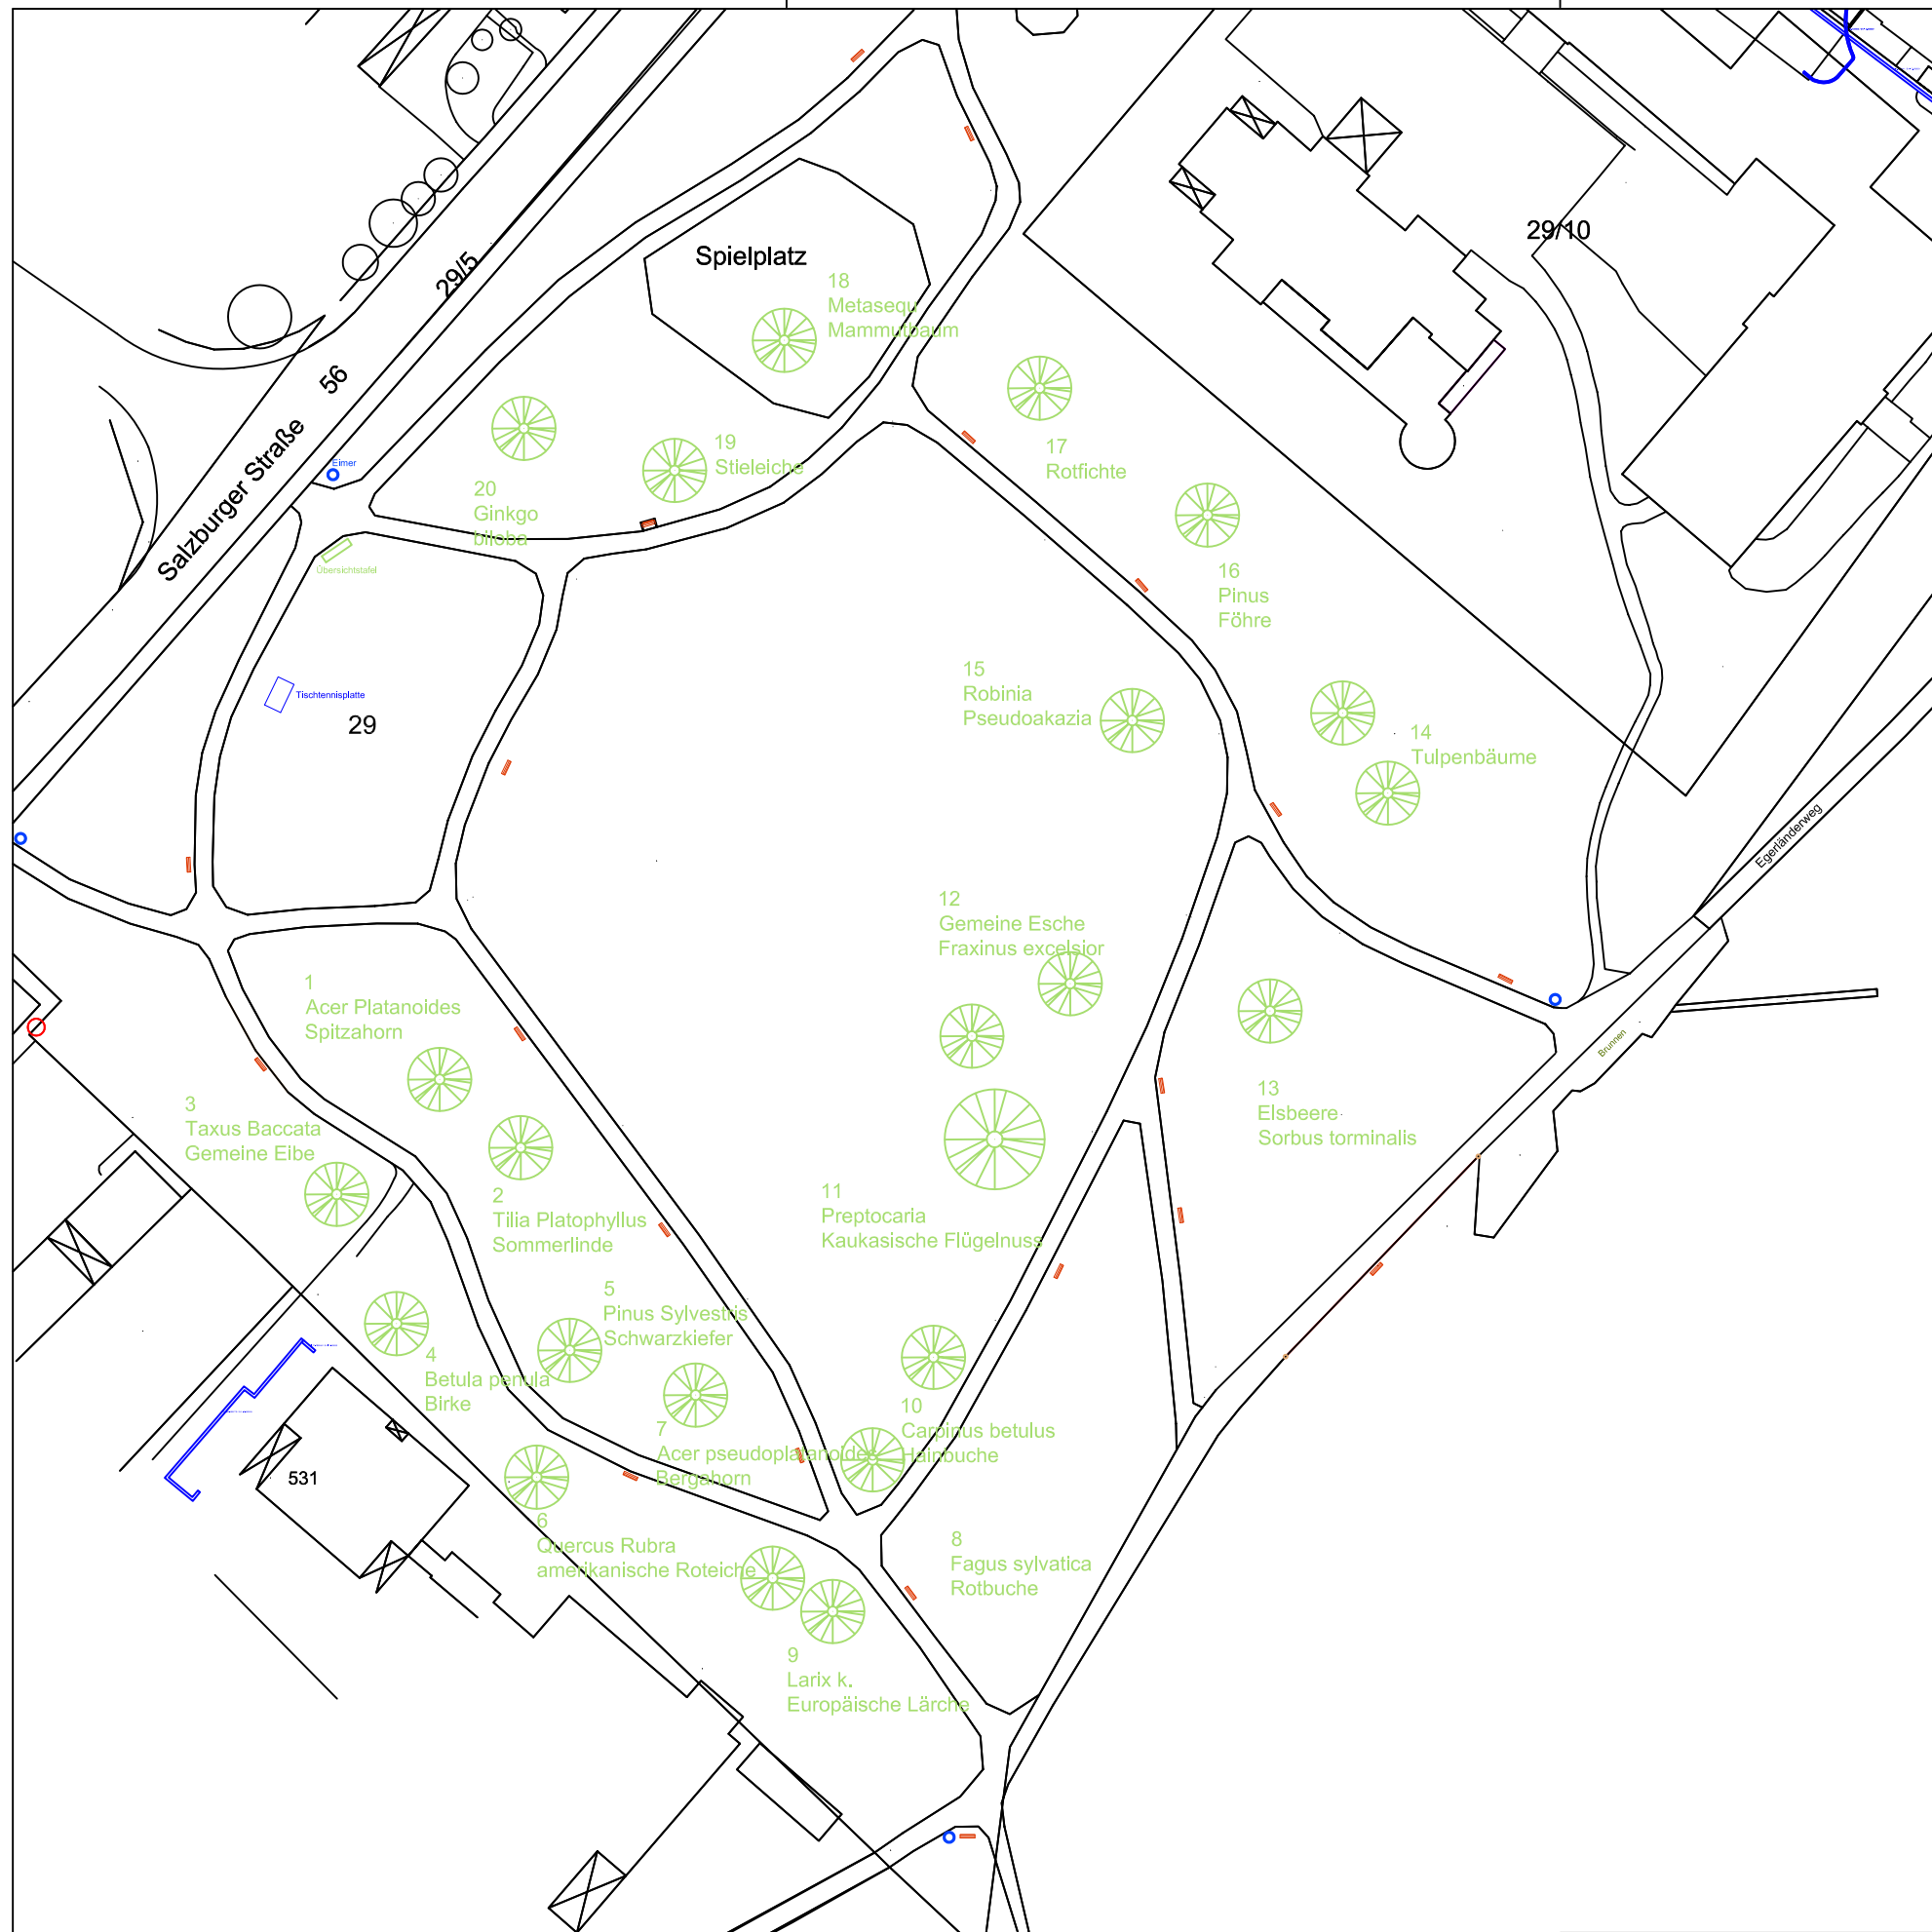 Spielplatz
29/10
29/5
56
Salzburger Straße
Eimer
18
Metasequ
Mammutbaum
19
Stieleiche
17
Rotfichte
20
Ginkgo
biloba
Übersichtstafel
16
Pinus
Föhre
Tischtennisplatte
29
15
Robinia
Pseudoakazia
14
Tulpenbäume
Egerländerweg
12
Gemeine Esche
Fraxinus excelsior
1
Acer Platanoides
Spitzahorn
Brunnen
3
Taxus Baccata
Gemeine Eibe
13
Elsbeere
Sorbus torminalis
2
Tilia Platophyllus
Sommerlinde
11
Preptocaria
Kaukasische Flügelnuss
5
Pinus Sylvestris
Schwarzkiefer
4
Betula penula
Birke
10
Carpinus betulus
Hainbuche
7
Acer pseudoplatanoides
Bergahorn
531
6
Quercus Rubra
amerikanische Roteiche
8
Fagus sylvatica
Rotbuche
9
Larix k.
Europäische Lärche